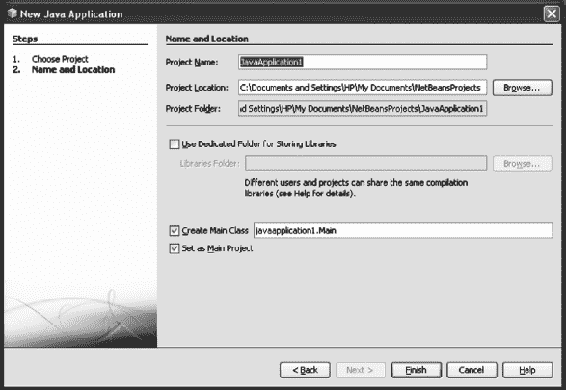 New Java Application
Steps
1. Choose Project
2. Name and Location
Name and Location
Project Name: JavaApplication1
Project Location: C:\Documents and Settings\HP\My Documents\NetBeansProjects Browse...
Project Folder: ıd Settings\HP\My Documents\NetBeansProjects\JavaApplication1
Use Dedicated Folder for Storing Libraries
Libraries Folder: Browse...
Different users and projects can share the same compilation
libraries (see Help for details).
Create Main Class javaapplication1.Main
Set as Main Project
< Back Next > Finish Cancel Help